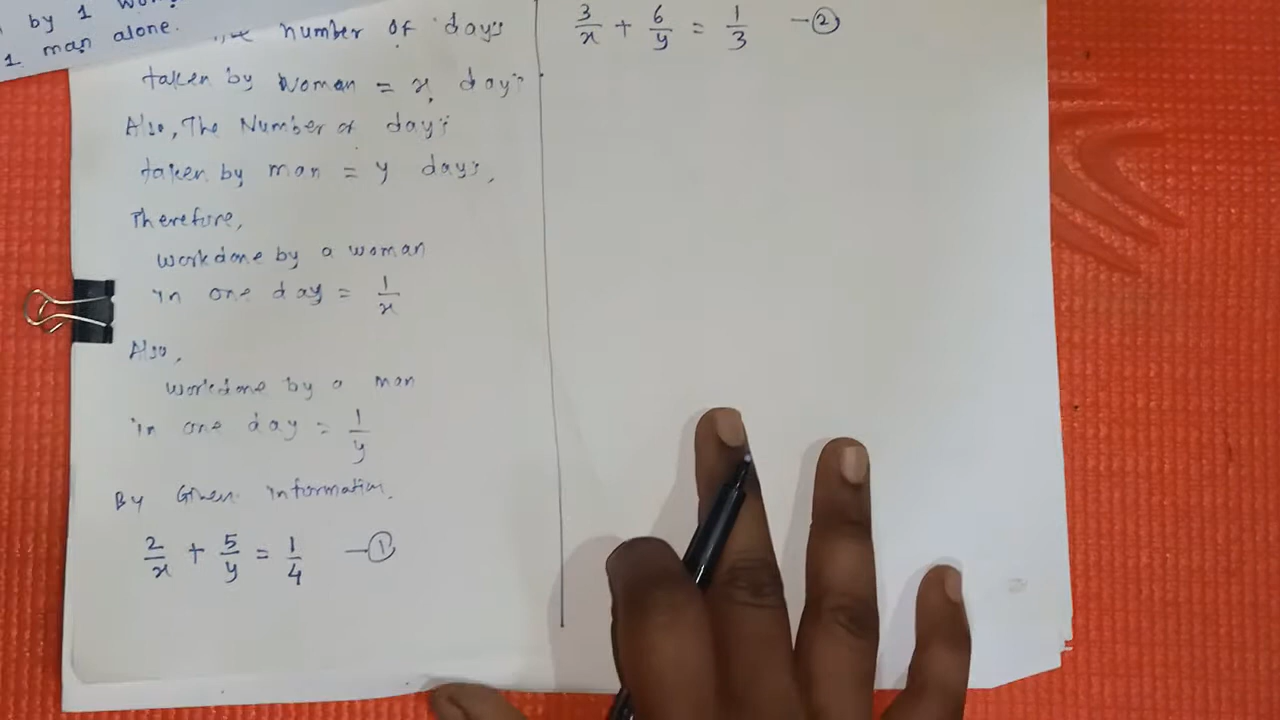 by 1
1 man alone.
number of days
taken by woman = x days
Also, The Number of days
taken by man = y days,
Therefore,
workdone by a woman
in one day = 1/x
Also,
workdone by a man
in one day = 1/y
By Given information.
2/x + 5/y = 1/4 —①
3/x + 6/y = 1/3 —②